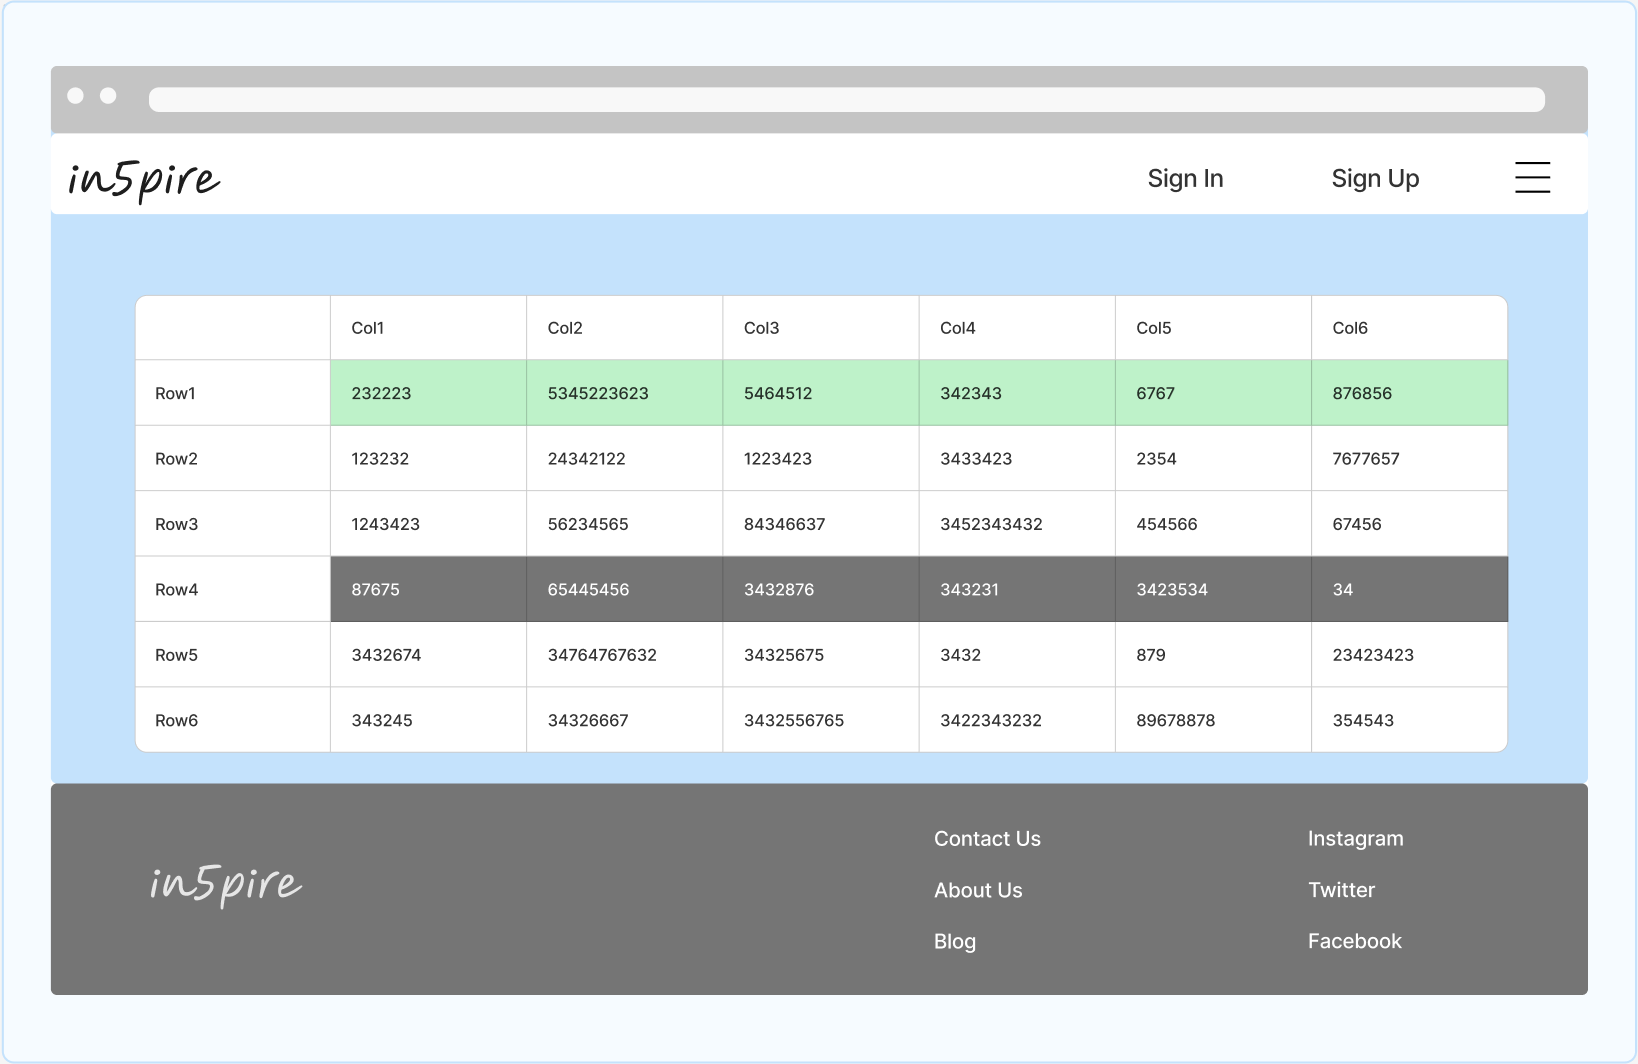 in5pire Sign In Sign Up
Col1 Col2 Col3 Col4 Col5 Col6
Row1 232223 5345223623 5464512 342343 6767 876856
Row2 123232 24342122 1223423 3433423 2354 7677657
Row3 1243423 56234565 84346637 3452343432 454566 67456
Row4 87675 65445456 3432876 343231 3423534 34
Row5 3432674 34764767632 34325675 3432 879 23423423
Row6 343245 34326667 3432556765 3422343232 89678878 354543
Contact Us Instagram
in5pire
About Us Twitter
Blog Facebook